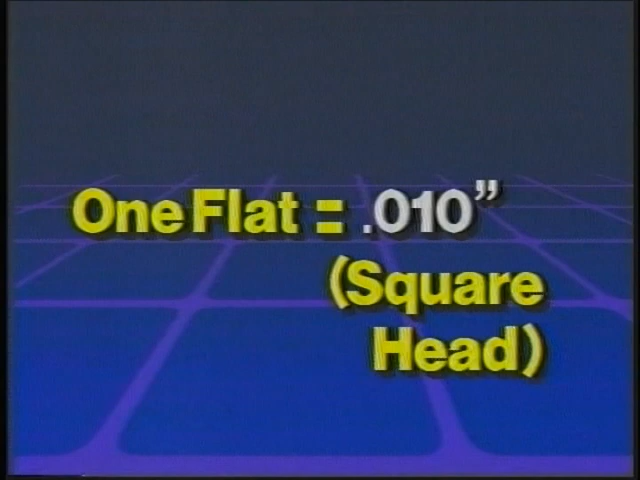 One Flat = .010”
(Square
Head)